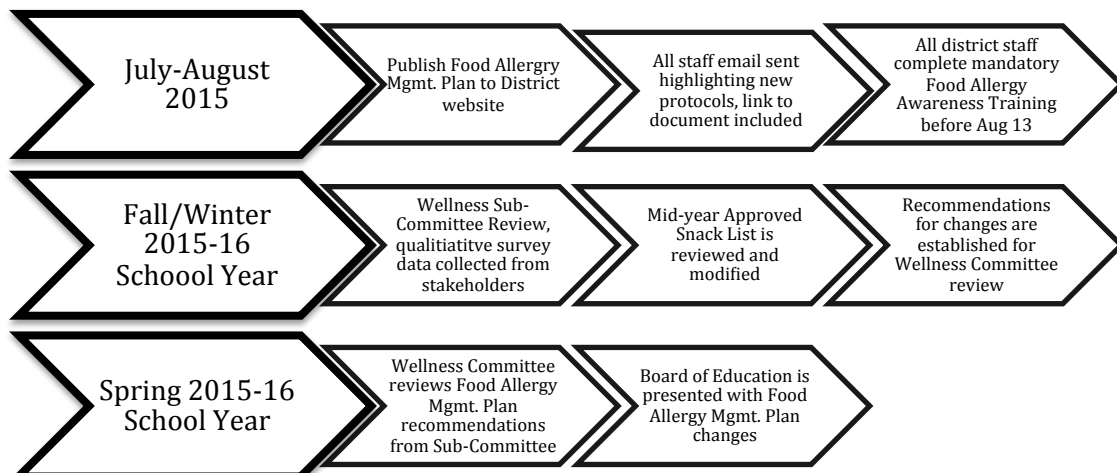 July-August
2015
Publish Food Allergry
Mgmt. Plan to District
website
All staff email sent
highlighting new
protocols, link to
document included
All district staff
complete mandatory
Food Allergy
Awareness Training
before Aug 13
Fall/Winter
2015-16
Schoool Year
Wellness Sub-
Committee Review,
qualitiatitve survey
data collected from
stakeholders
Mid-year Approved
Snack List is
reviewed and
modified
Recommendations
for changes are
established for
Wellness Committee
review
Spring 2015-16
School Year
Wellness Committee
reviews Food Allergy
Mgmt. Plan
recommendations
from Sub-Committee
Board of Education is
presented with Food
Allergy Mgmt. Plan
changes